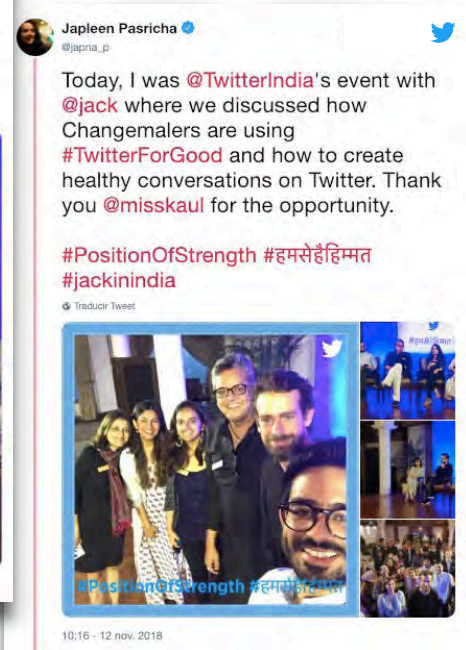 Japleen Pasricha
@japna_p
Today, I was @TwitterIndia's event with
@jack where we discussed how
Changemalers are using
#TwitterForGood and how to create
healthy conversations on Twitter. Thank
you @misskaul for the opportunity.
#PositionOfStrength #हमसेहैहिम्मत
#jackinindia
Traducir Tweet
#हमसेहैहिम्मत
#PositionOfStrength #हमसेहैहिम्मत
10:16 - 12 nov. 2018